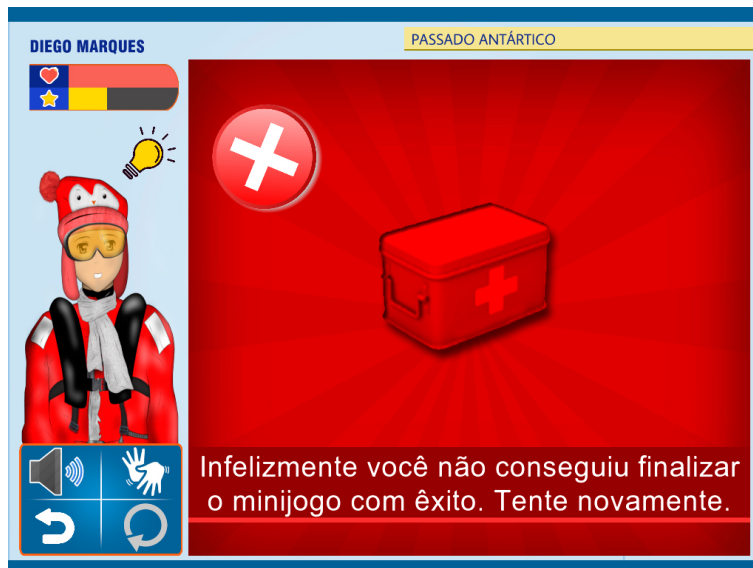 DIEGO MARQUES
PASSADO ANTÁRTICO
Infelizmente você não conseguiu finalizar
o minijogo com êxito. Tente novamente.